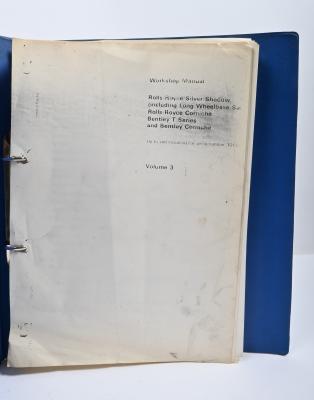 Workshop Manual
Rolls-Royce Silver Shadow,
(including Long Wheelbase
Rolls-Royce Corniche
Bentley T Series
and Bentley Corniche
Volume 3